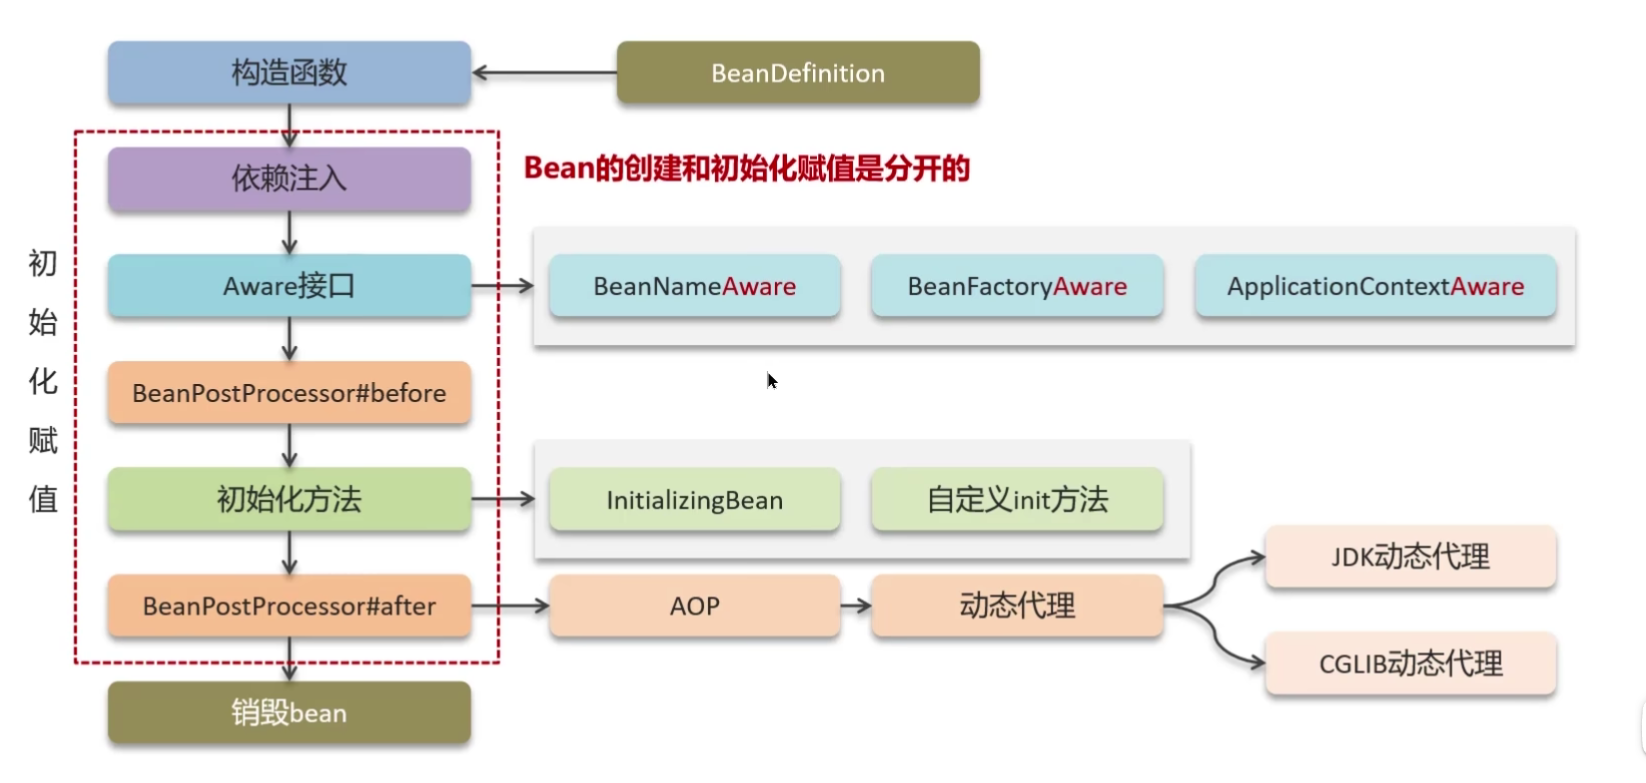 构造函数
BeanDefinition
依赖注入
Bean的创建和初始化赋值是分开的
初始化赋值
Aware接口
BeanNameAware
BeanFactoryAware
ApplicationContextAware
BeanPostProcessor#before
初始化方法
InitializingBean
自定义init方法
BeanPostProcessor#after
AOP
动态代理
JDK动态代理
CGLIB动态代理
销毁bean